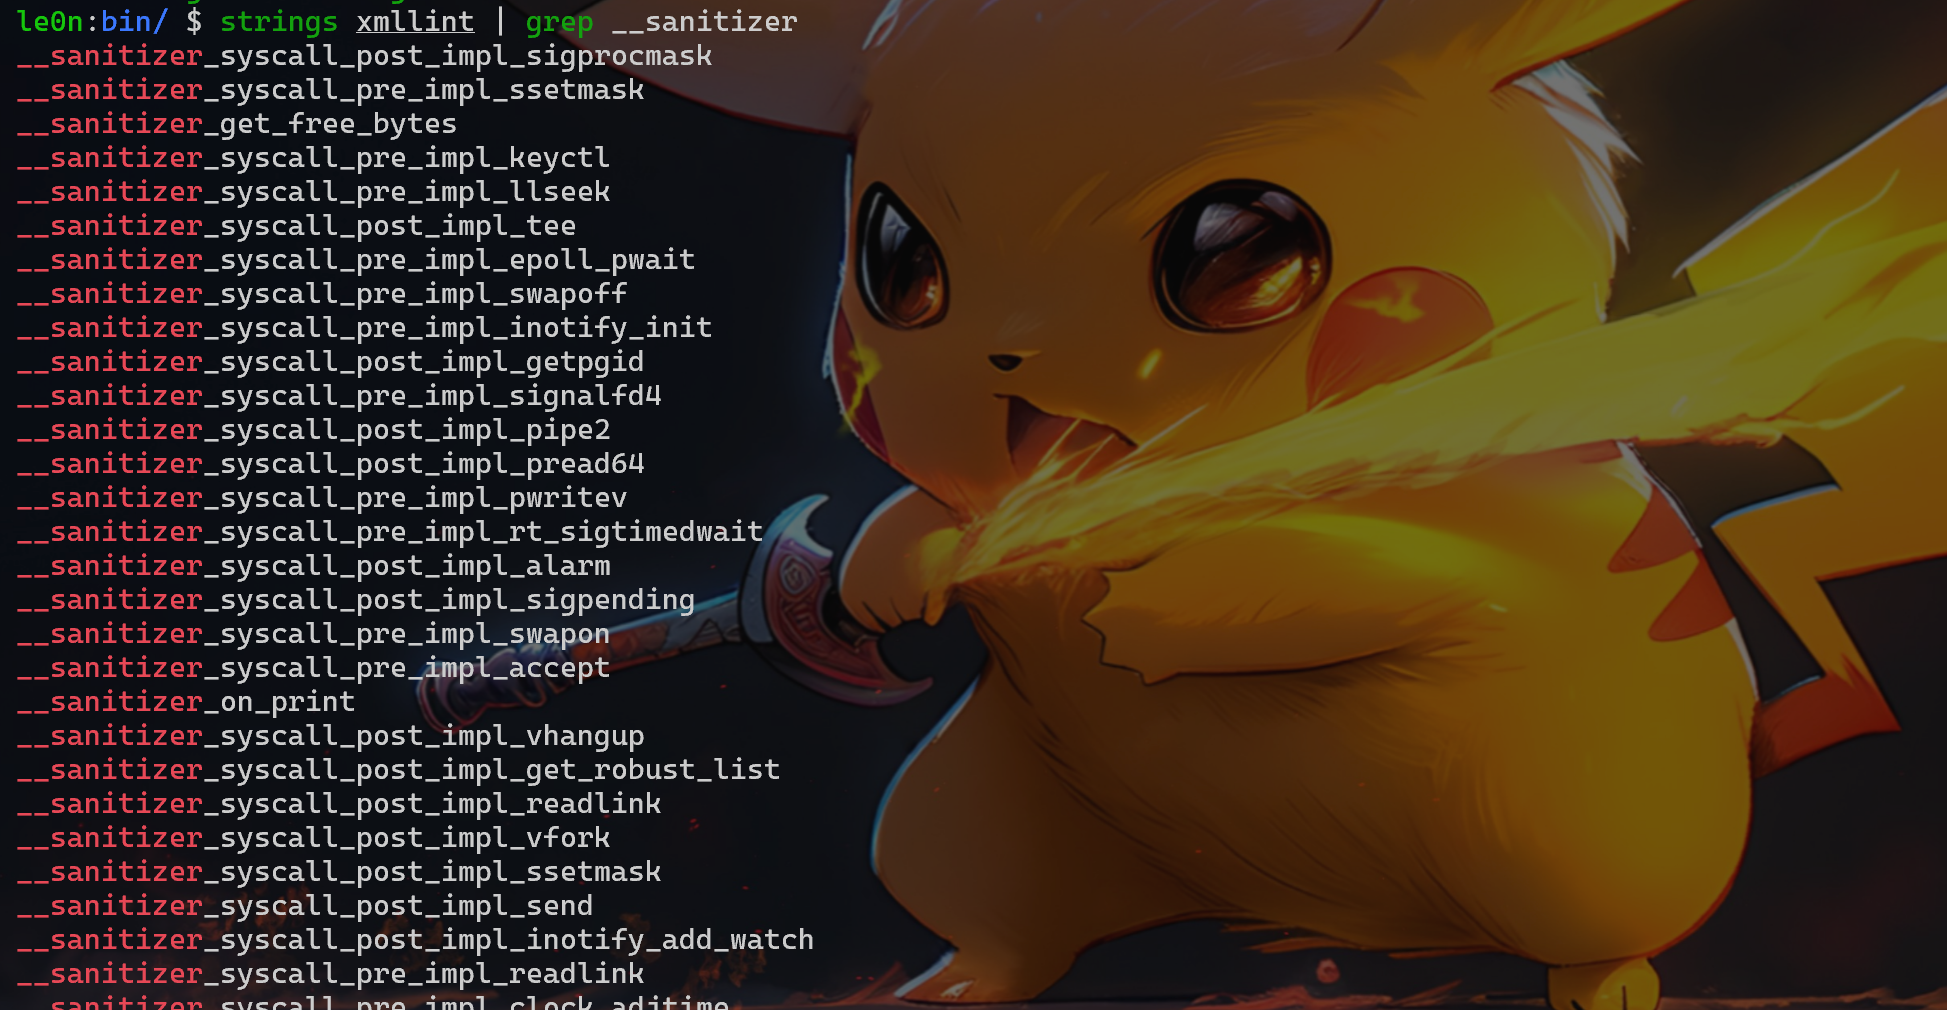 le0n:bin/ $ strings xmllint | grep __sanitizer
__sanitizer_syscall_post_impl_sigprocmask
__sanitizer_syscall_pre_impl_ssetmask
__sanitizer_get_free_bytes
__sanitizer_syscall_pre_impl_keyctl
__sanitizer_syscall_pre_impl_llseek
__sanitizer_syscall_post_impl_tee
__sanitizer_syscall_pre_impl_epoll_pwait
__sanitizer_syscall_pre_impl_swapoff
__sanitizer_syscall_pre_impl_inotify_init
__sanitizer_syscall_post_impl_getpgid
__sanitizer_syscall_pre_impl_signalfd4
__sanitizer_syscall_post_impl_pipe2
__sanitizer_syscall_post_impl_pread64
__sanitizer_syscall_pre_impl_pwritev
__sanitizer_syscall_pre_impl_rt_sigtimedwait
__sanitizer_syscall_post_impl_alarm
__sanitizer_syscall_post_impl_sigpending
__sanitizer_syscall_pre_impl_swapon
__sanitizer_syscall_pre_impl_accept
__sanitizer_on_print
__sanitizer_syscall_post_impl_vhangup
__sanitizer_syscall_post_impl_get_robust_list
__sanitizer_syscall_post_impl_readlink
__sanitizer_syscall_post_impl_vfork
__sanitizer_syscall_post_impl_ssetmask
__sanitizer_syscall_post_impl_send
__sanitizer_syscall_post_impl_inotify_add_watch
__sanitizer_syscall_pre_impl_readlink